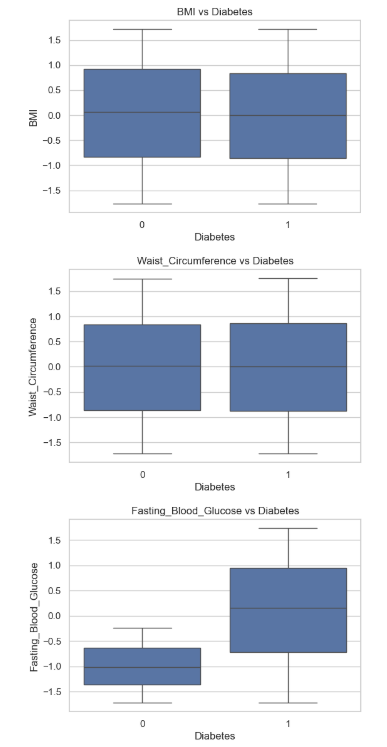 BMI vs Diabetes
1.5
1.0
0.5
0.0
−0.5
−1.0
−1.5
BMI
0 1
Diabetes
Waist_Circumference vs Diabetes
1.5
1.0
0.5
0.0
−0.5
−1.0
−1.5
Waist_Circumference
0 1
Diabetes
Fasting_Blood_Glucose vs Diabetes
1.5
1.0
0.5
0.0
−0.5
−1.0
−1.5
Fasting_Blood_Glucose
0 1
Diabetes